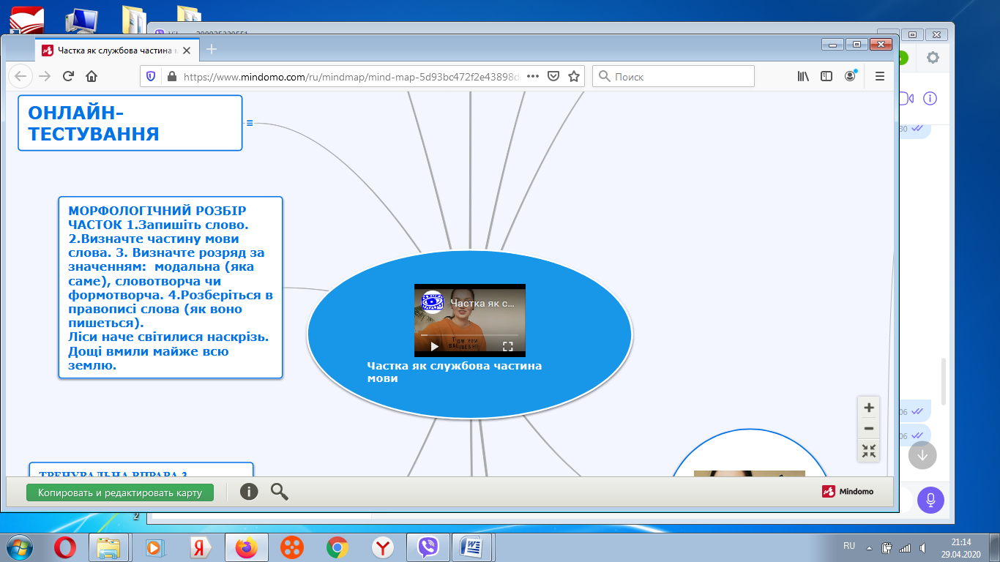 Частка як службова частина м
https://www.mindomo.com/ru/mindmap/mind-map-5d93bc472f2e43898d
Поиск
ОНЛАЙН-
ТЕСТУВАННЯ
МОРФОЛОГІЧНИЙ РОЗБІР
ЧАСТОК 1.Запишіть слово.
2.Визначте частину мови
слова. 3. Визначте розряд за
значенням: модальна (яка
саме), словотворча чи
формотворча. 4.Розберіться в
правописі слова (як воно
пишеться).
Ліси наче світилися наскрізь.
Дощі вмили майже всю
землю.
Частка як с...
Частка як службова частина
мови
ТРЕНУВАЛЬНА ВПРАВА 3
Копировать и редактировать карту
Mindomo
2
RU
21:14
29.04.2020